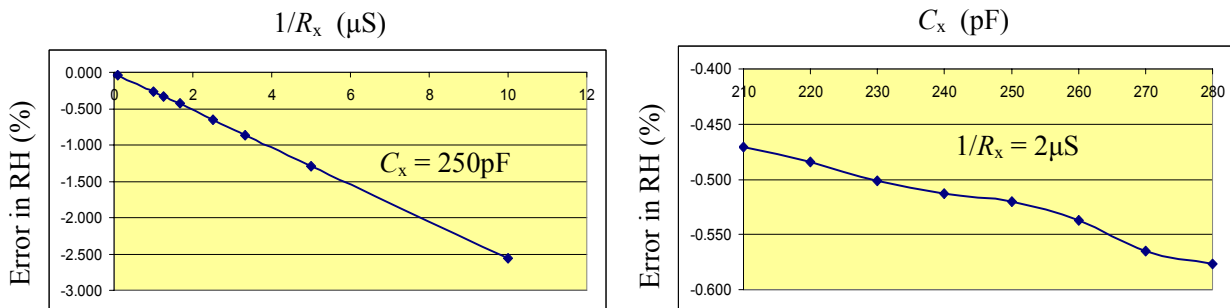 1/Rx (μS)
0.000
-0.500
-1.000
-1.500
-2.000
-2.500
-3.000
0 2 4 6 8 10 12
Error in RH (%)
Cx = 250pF
Cx (pF)
-0.400
-0.450
-0.500
-0.550
-0.600
210 220 230 240 250 260 270 280
Error in RH (%)
1/Rx = 2μS